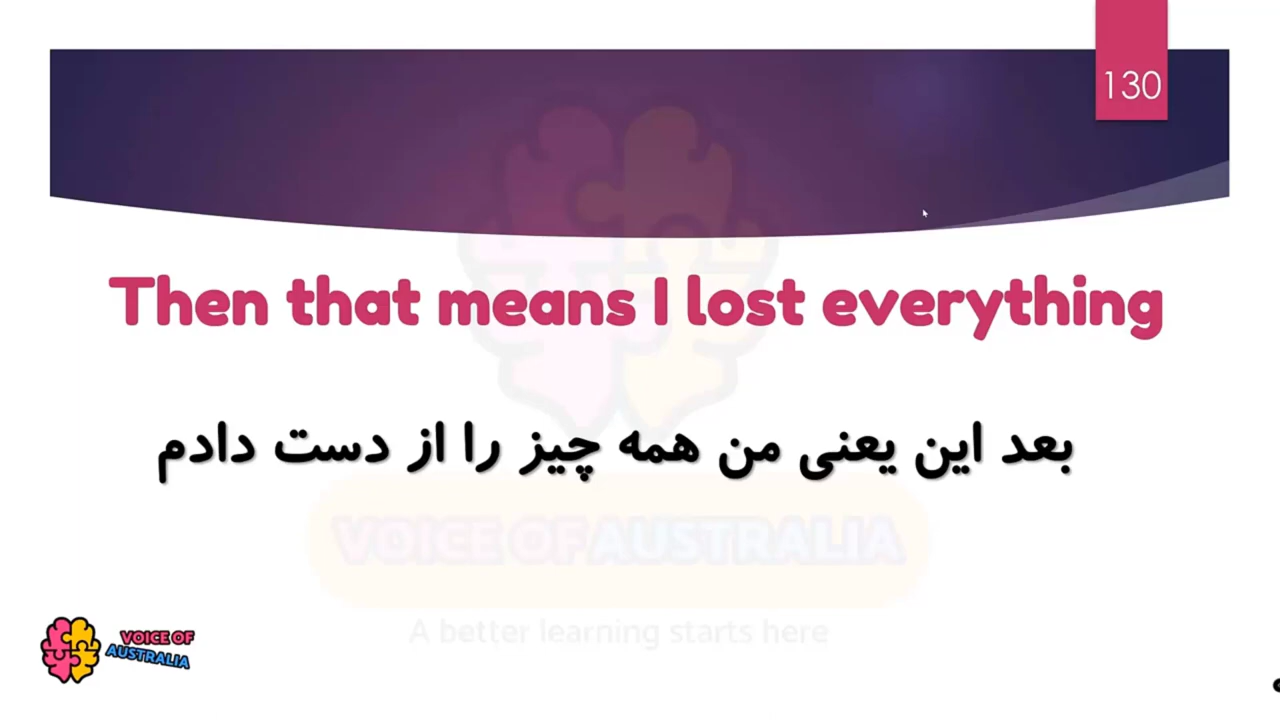 130
Then that means I lost everything
بعد این یعنی من همه چیز را از دست دادم
VOICE OF AUSTRALIA
A better learning starts here
VOICE OF
AUSTRALIA